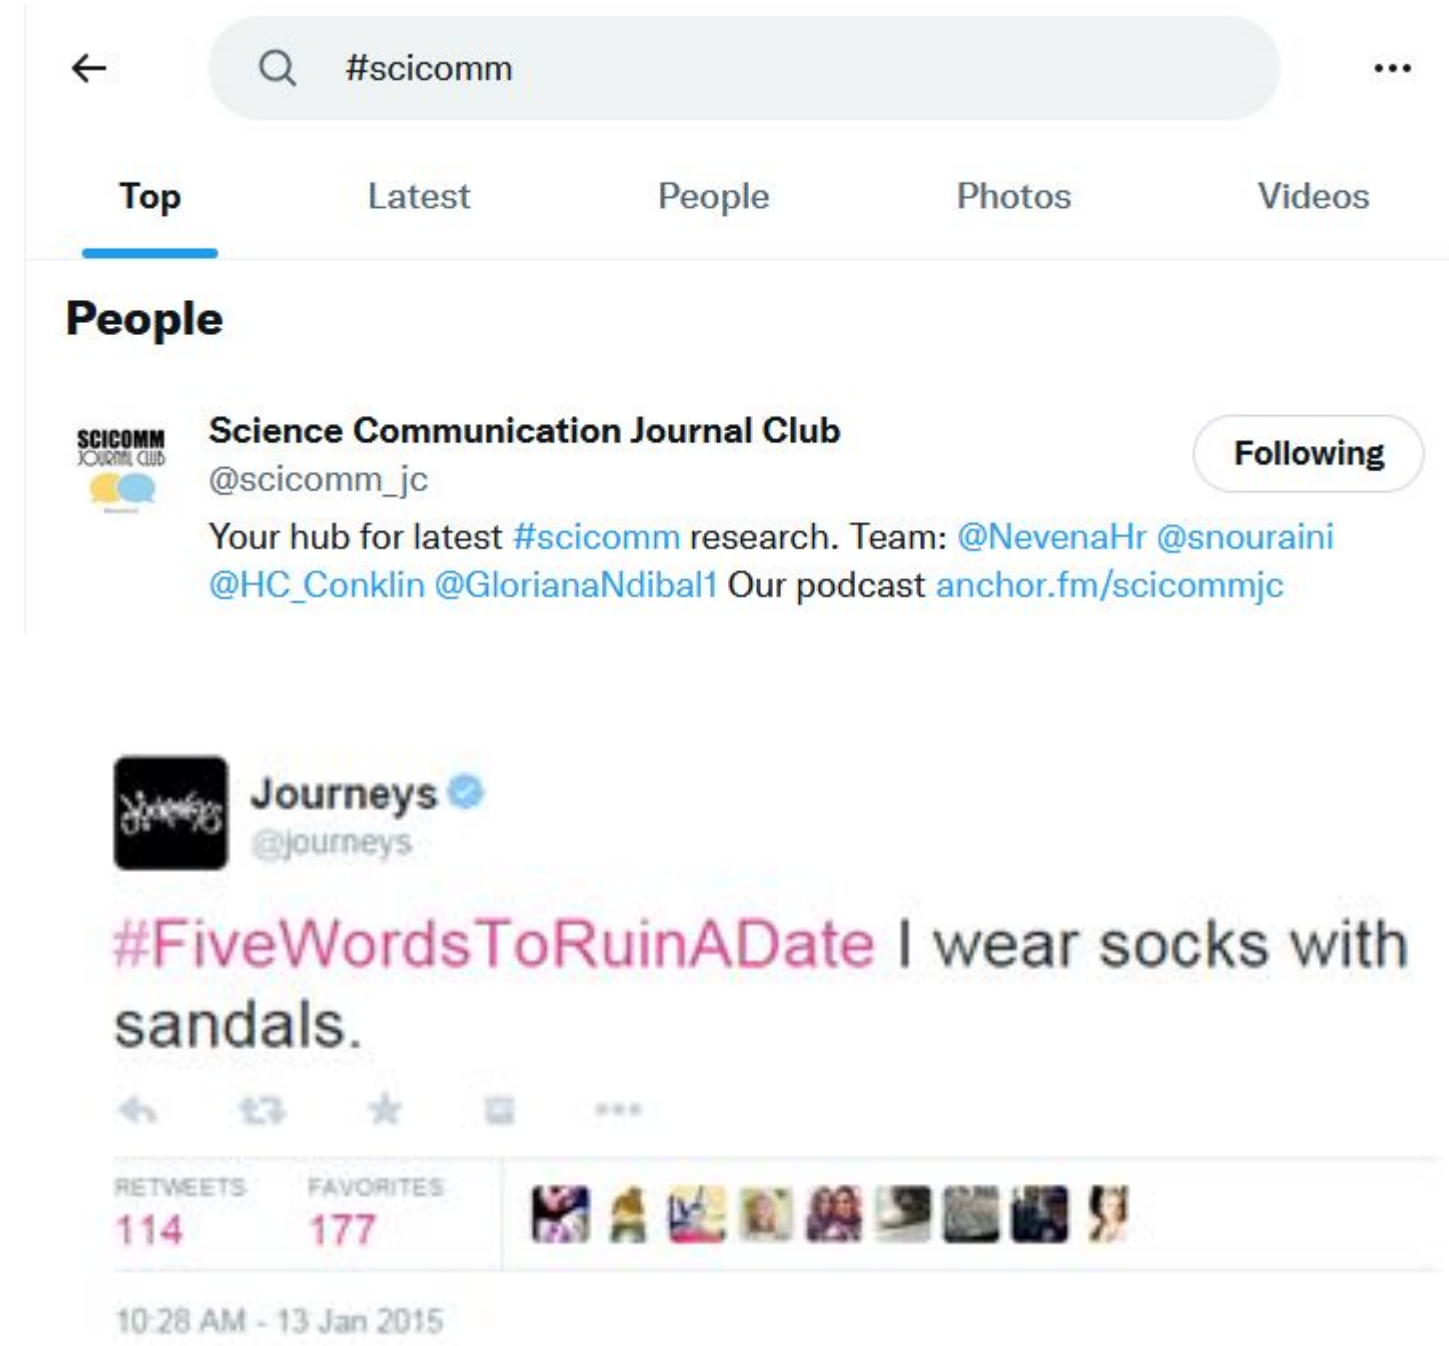 #scicomm
Top Latest People Photos Videos
People
SCICOMM
JOURNAL CLUB
Science Communication Journal Club
@scicomm_jc
Following
Your hub for latest #scicomm research. Team: @NevenaHr @snouraini
@HC_Conklin @GlorianaNdibal1 Our podcast anchor.fm/scicommjc
Journeys
@journeys
#FiveWordsToRuinADate I wear socks with
sandals.
RETWEETS FAVORITES
114 177
10:28 AM - 13 Jan 2015